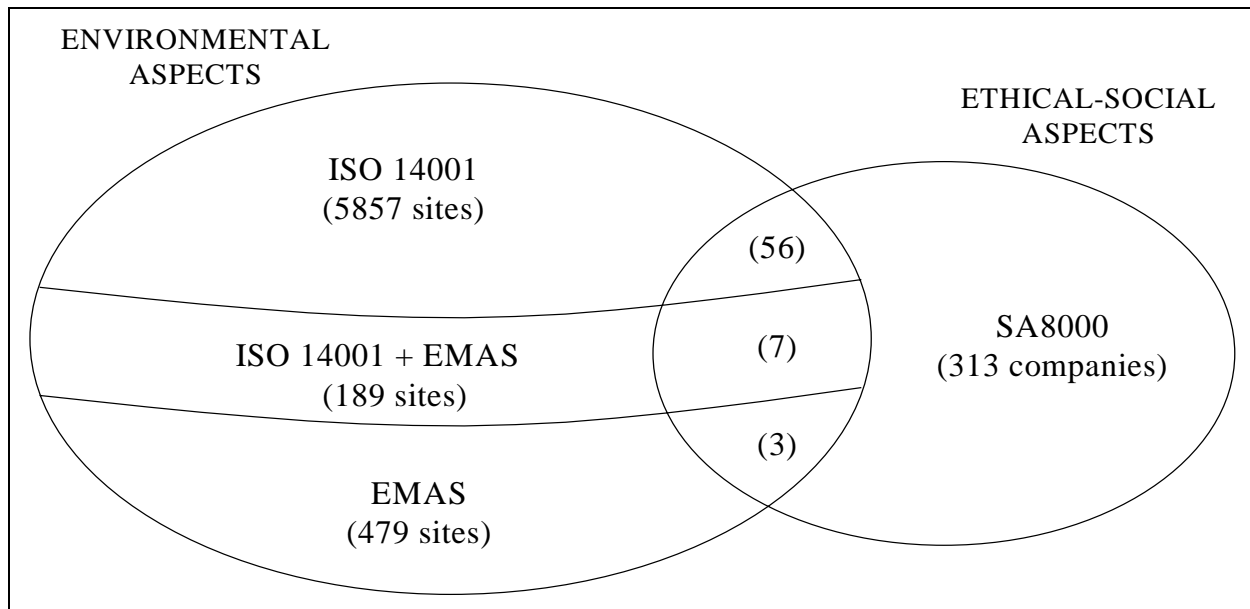 ENVIRONMENTAL
ASPECTS
ETHICAL-SOCIAL
ASPECTS
ISO 14001
(5857 sites)
(56)
ISO 14001 + EMAS
(189 sites)
(7)
SA8000
(313 companies)
(3)
EMAS
(479 sites)